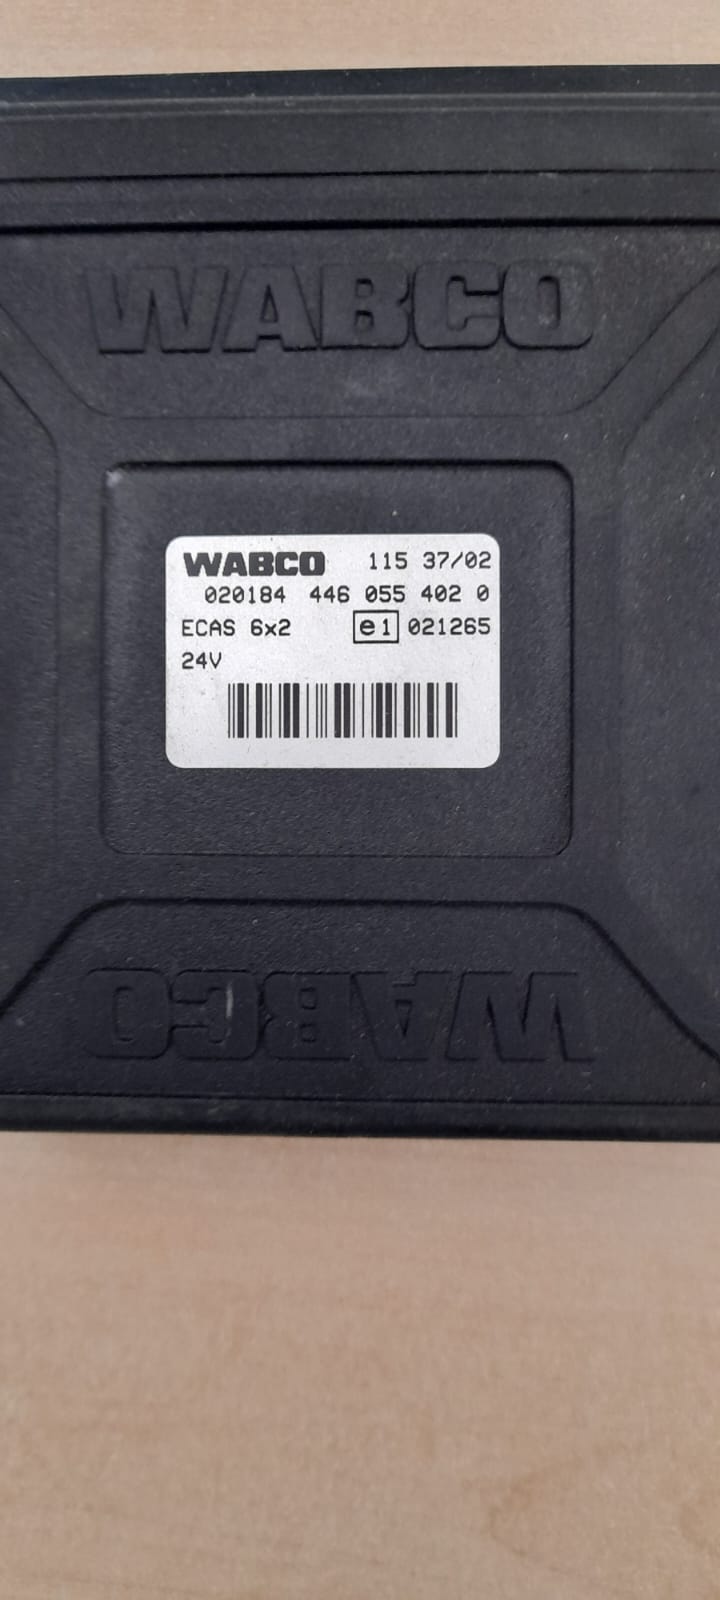 WABCO
WABCO 115 37/02
020184 446 055 402 0
ECAS 6x2 e1 021265
24V
WABCO